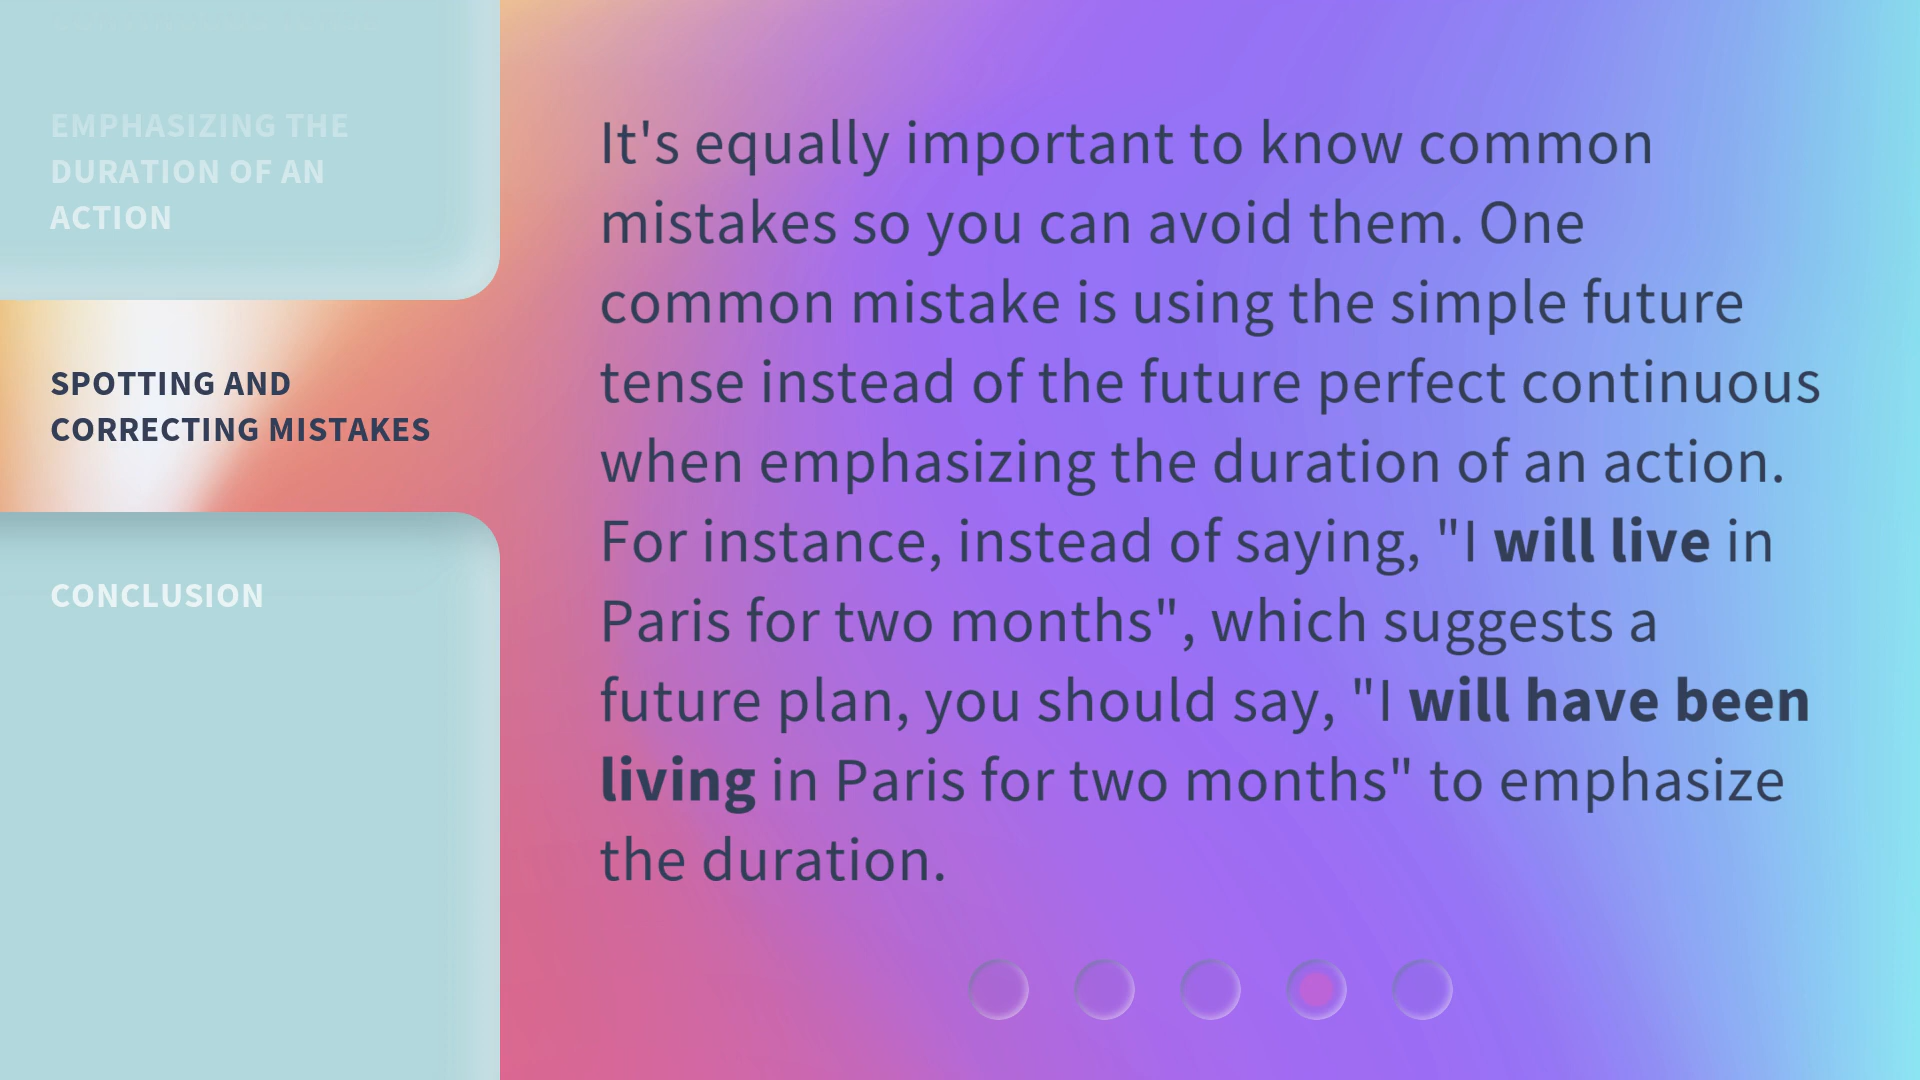 EMPHASIZING THE
DURATION OF AN
ACTION
SPOTTING AND
CORRECTING MISTAKES
CONCLUSION
It's equally important to know common
mistakes so you can avoid them. One
common mistake is using the simple future
tense instead of the future perfect continuous
when emphasizing the duration of an action.
For instance, instead of saying, "I will live in
Paris for two months", which suggests a
future plan, you should say, "I will have been
living in Paris for two months" to emphasize
the duration.